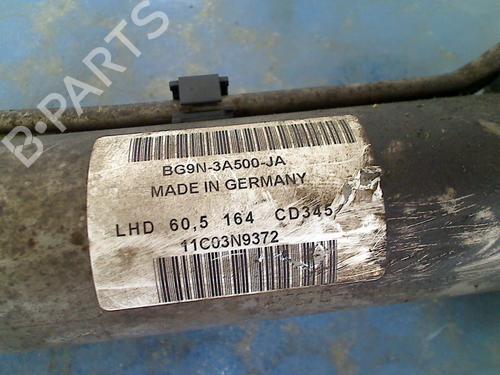 B-PARTS
BG9N-3A500-JA
MADE IN GERMANY
LHD 60,5 164 CD345
11C03N9372